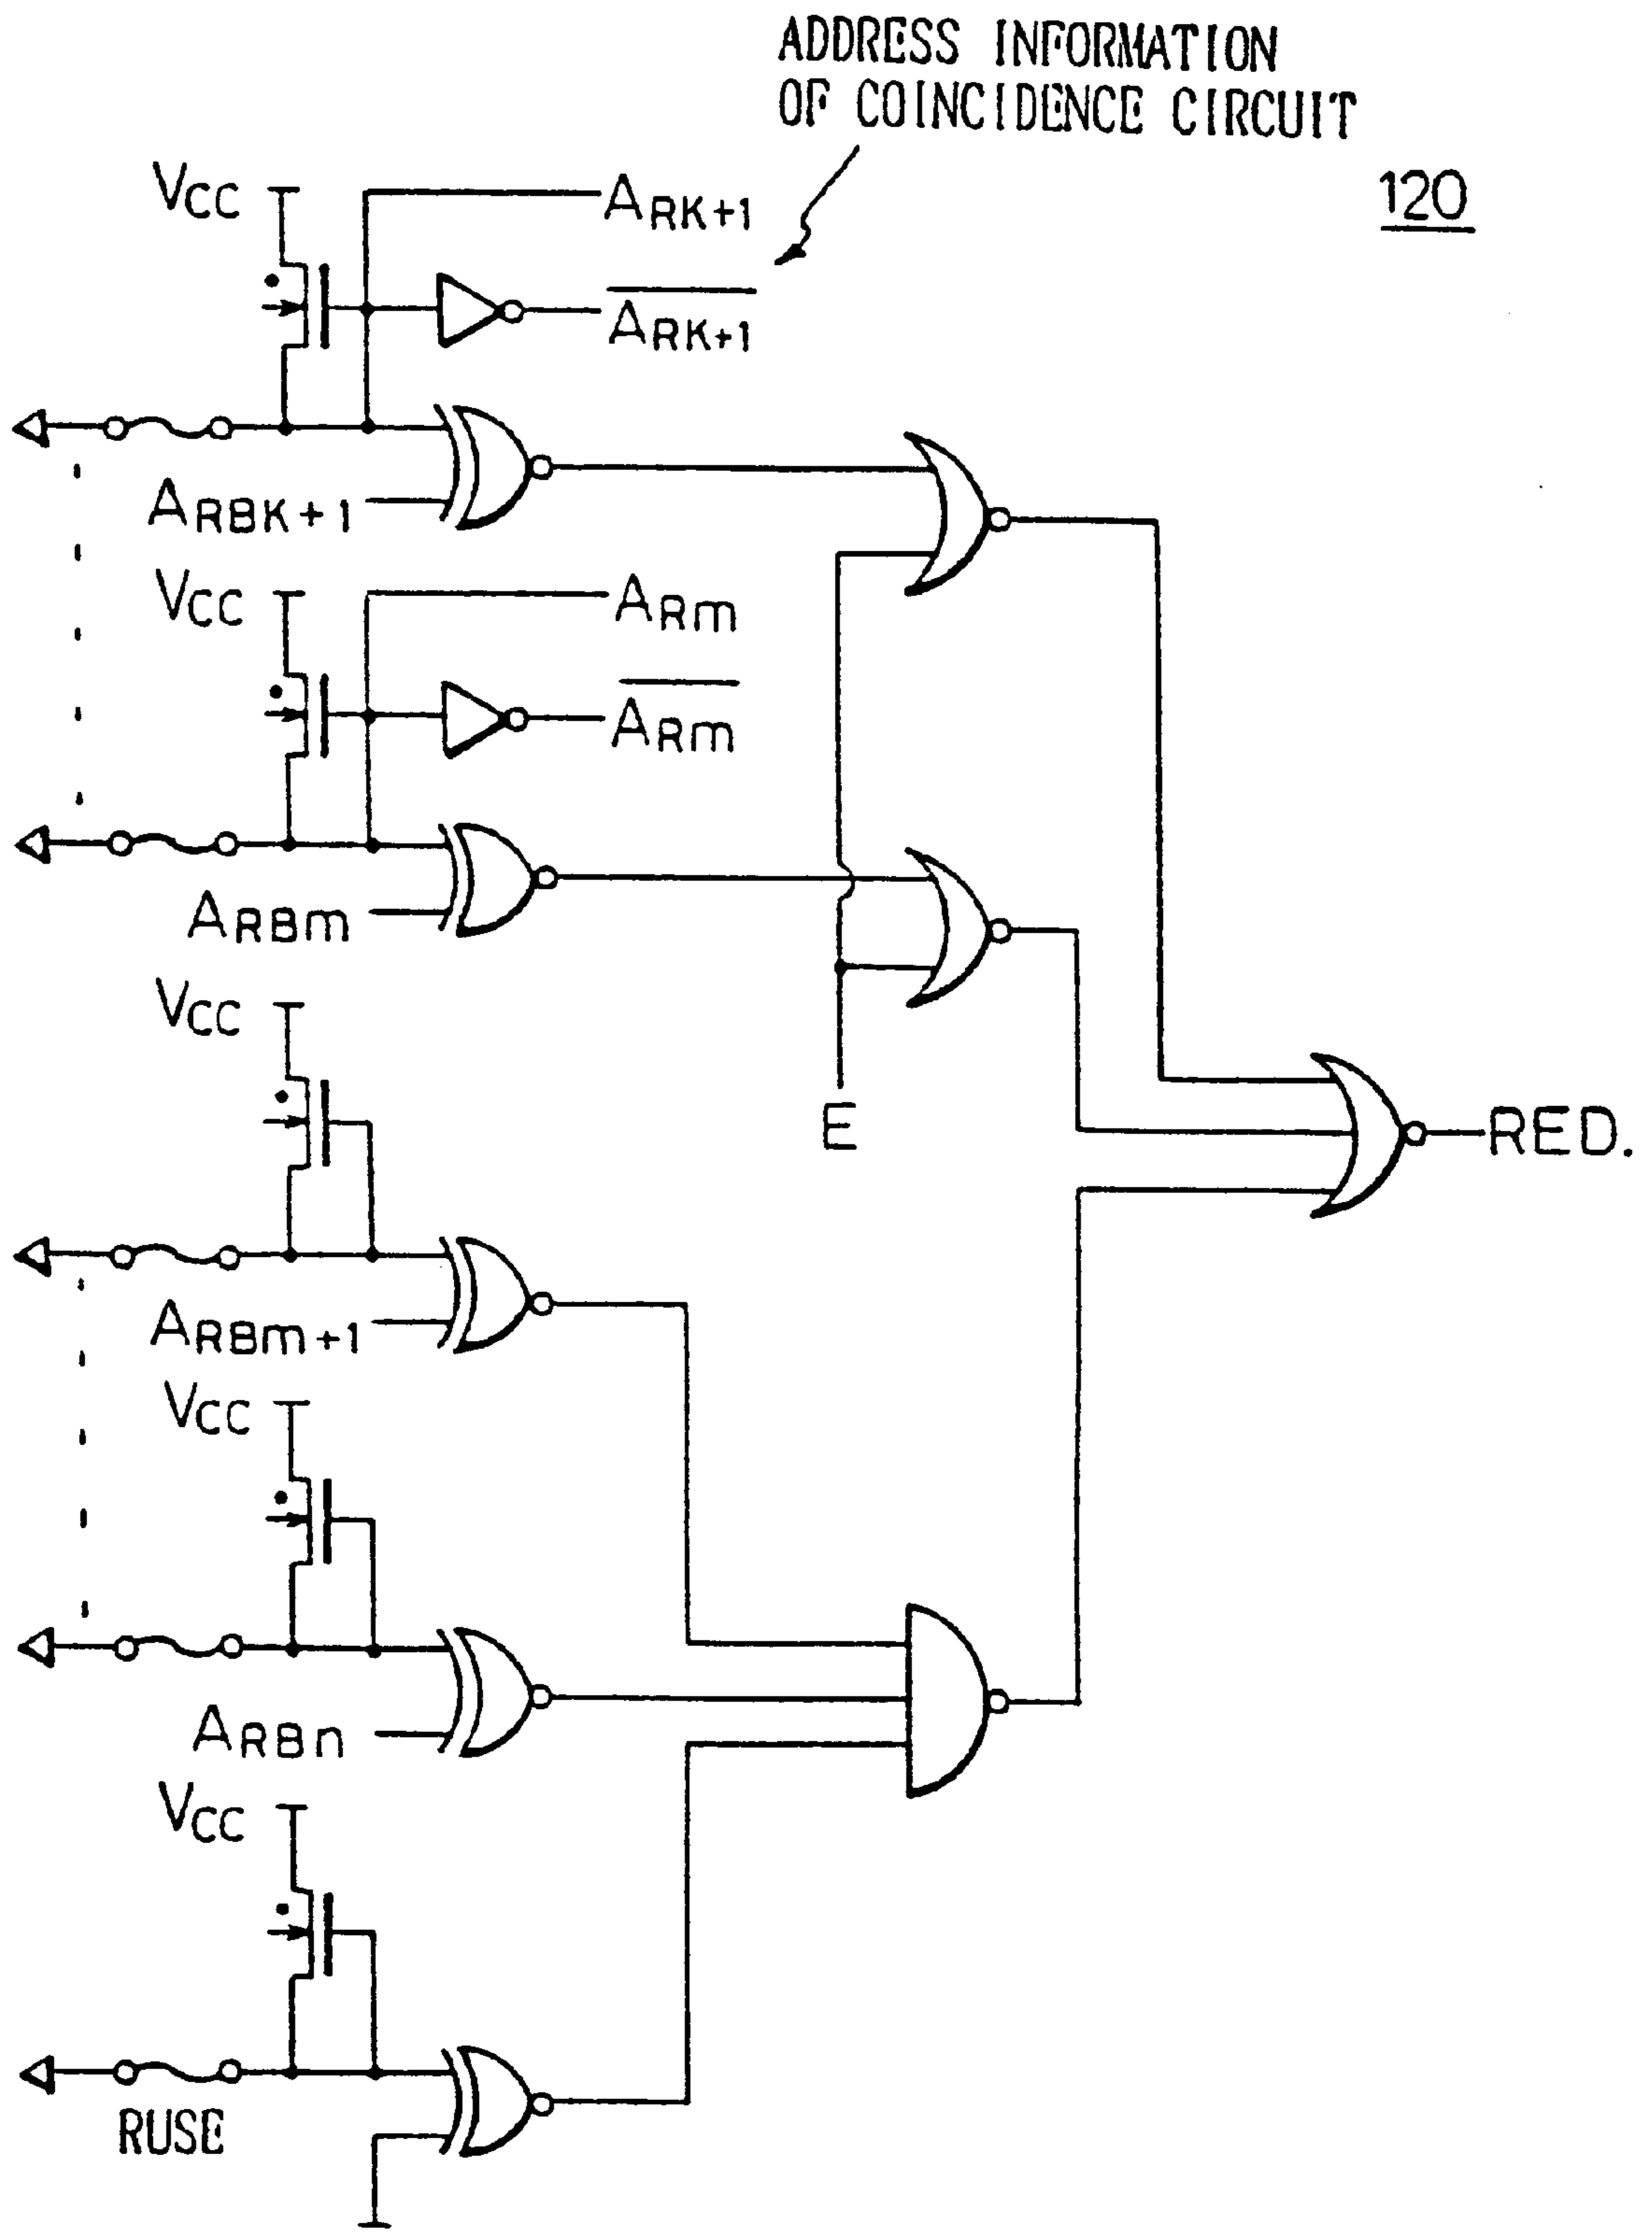 ADDRESS INFORMATION
OF COINCIDENCE CIRCUIT
120
VCC
ARK+1
ARK+1
ARBK+1
VCC
ARm
ARm
ARBm
VCC
E
RED.
ARBm+1
VCC
ARBn
VCC
RUSE